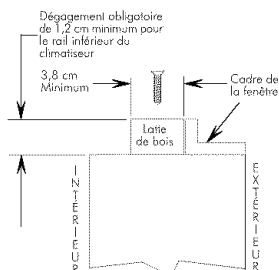 Dégagement obligatoire
de 1,2 cm minimum pour
le rail inférieur du
climatiseur
3,8 cm
Minimum
Cadre de
la fenêtre
Latte
de bois
INTÉRIEUR
EXTÉRIEUR